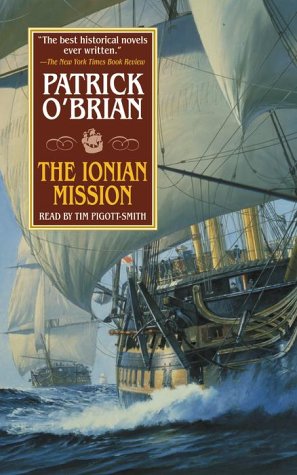 "The best historical novels
ever written."
—The New York Times Book Review
PATRICK
O'BRIAN
THE IONIAN
MISSION
READ BY TIM PIGOTT-SMITH